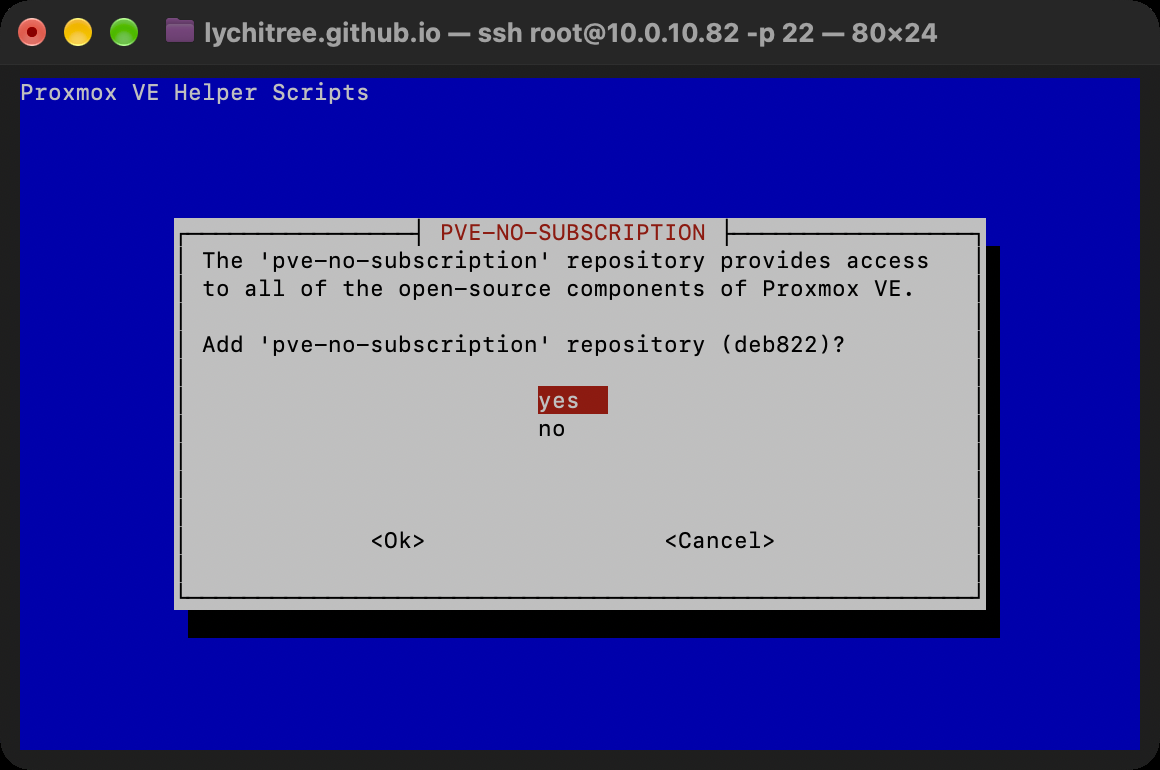 lychitree.github.io — ssh root@10.0.10.82 -p 22 — 80×24
Proxmox VE Helper Scripts
PVE-NO-SUBSCRIPTION
The 'pve-no-subscription' repository provides access
to all of the open-source components of Proxmox VE.
Add 'pve-no-subscription' repository (deb822)?
yes
no
<Ok> <Cancel>